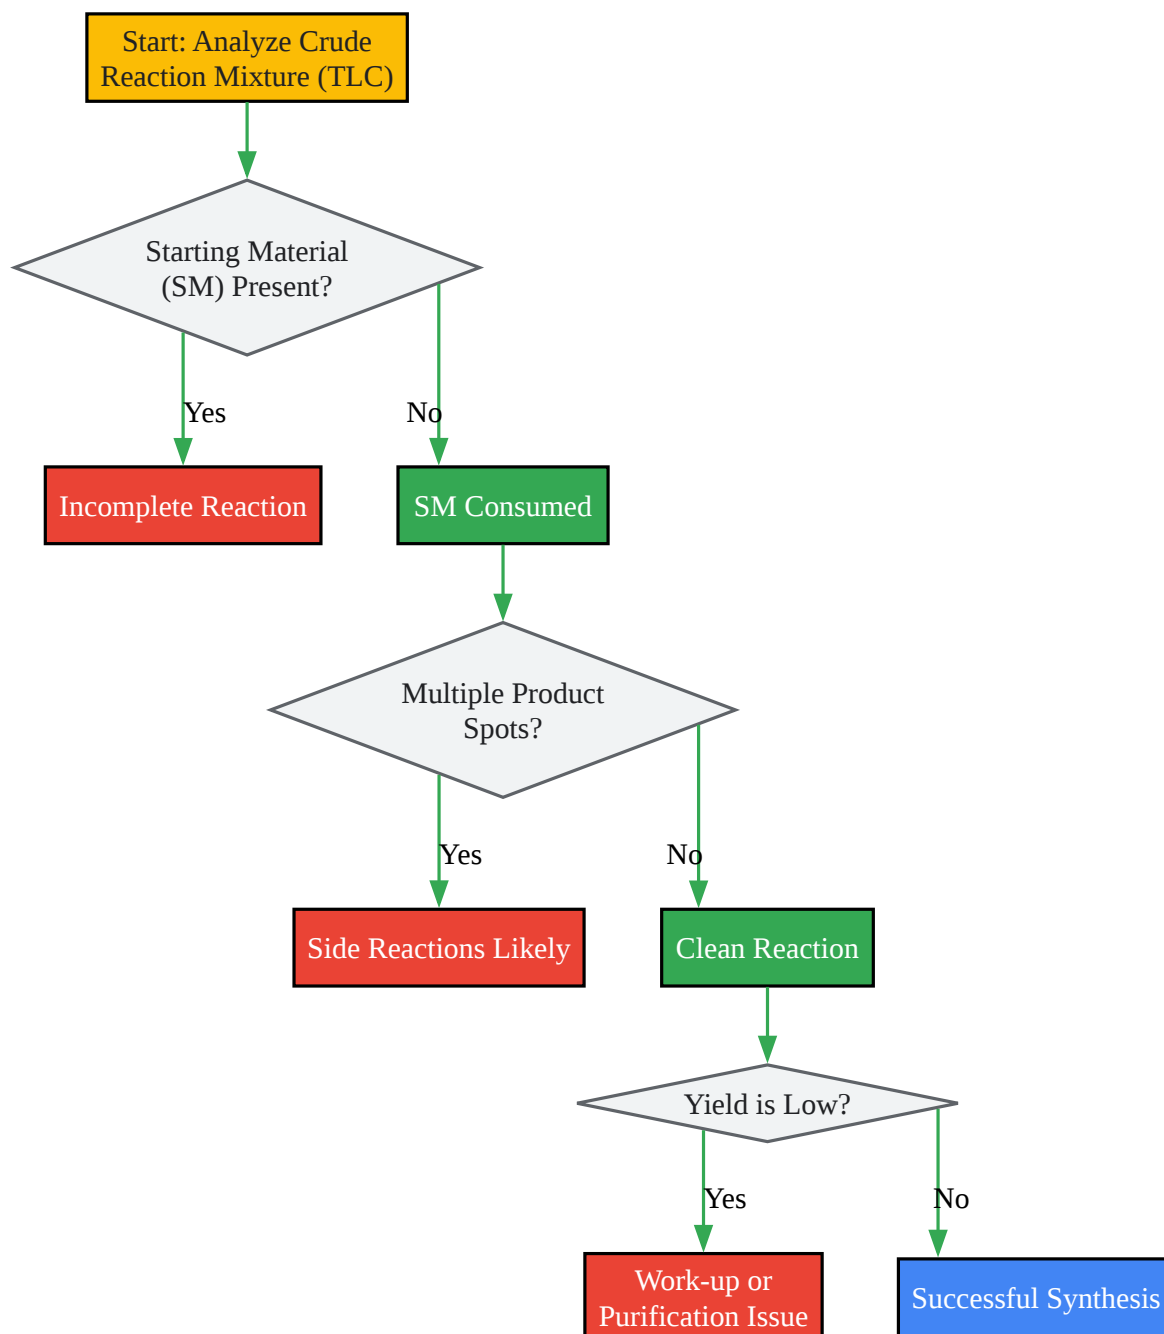 Start: Analyze Crude
Reaction Mixture (TLC)
Starting Material
(SM) Present?
Yes
No
Incomplete Reaction
SM Consumed
Multiple Product
Spots?
Yes
No
Side Reactions Likely
Clean Reaction
Yield is Low?
Yes
No
Work-up or
Purification Issue
Successful Synthesis